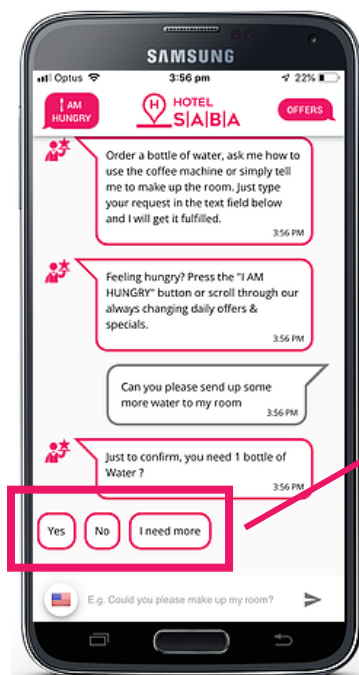 SAMSUNG
Optus
3:56 pm
22%
I AM
HUNGRY
H
HOTEL
S|A|B|A
OFFERS
Order a bottle of water, ask me how to
use the coffee machine or simply tell
me to make up the room. Just type
your request in the text field below
and I will get it fulfilled.
3:56 PM
Feeling hungry? Press the "I AM
HUNGRY" button or scroll through our
always changing daily offers &
specials.
3:56 PM
Can you please send up some
more water to my room
3:56 PM
Just to confirm, you need 1 bottle of
Water ?
3:56 PM
Yes
No
I need more
E.g. Could you please make up my room?